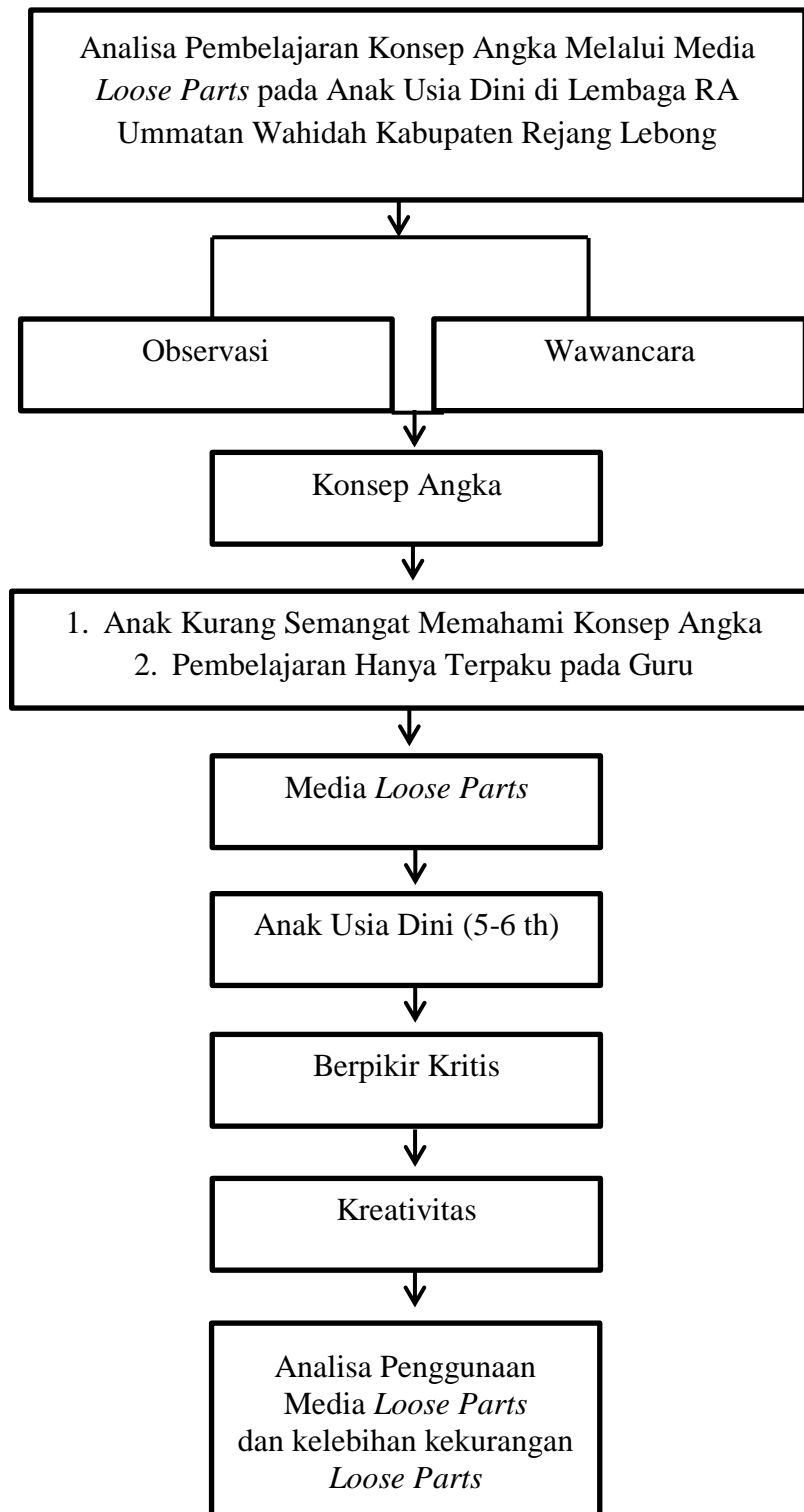 Analisa Pembelajaran Konsep Angka Melalui Media
Loose Parts pada Anak Usia Dini di Lembaga RA
Ummatan Wahidah Kabupaten Rejang Lebong
Observasi
Wawancara
Konsep Angka
1. Anak Kurang Semangat Memahami Konsep Angka
2. Pembelajaran Hanya Terpaku pada Guru
Media Loose Parts
Anak Usia Dini (5-6 th)
Berpikir Kritis
Kreativitas
Analisa Penggunaan
Media Loose Parts
dan kelebihan kekurangan
Loose Parts